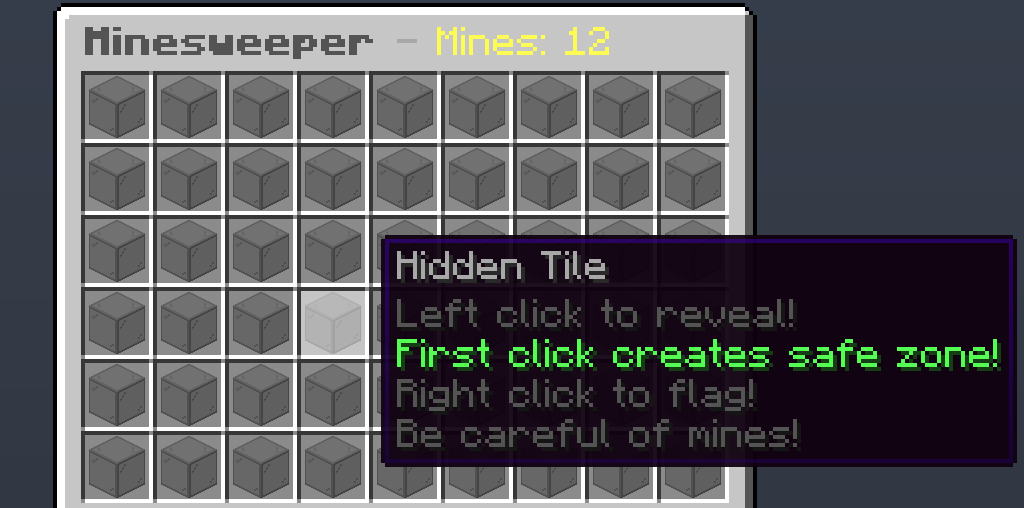 Minesweeper - Mines: 12
Hidden Tile
Left click to reveal!
First click creates safe zone!
Right click to flag!
Be careful of mines!